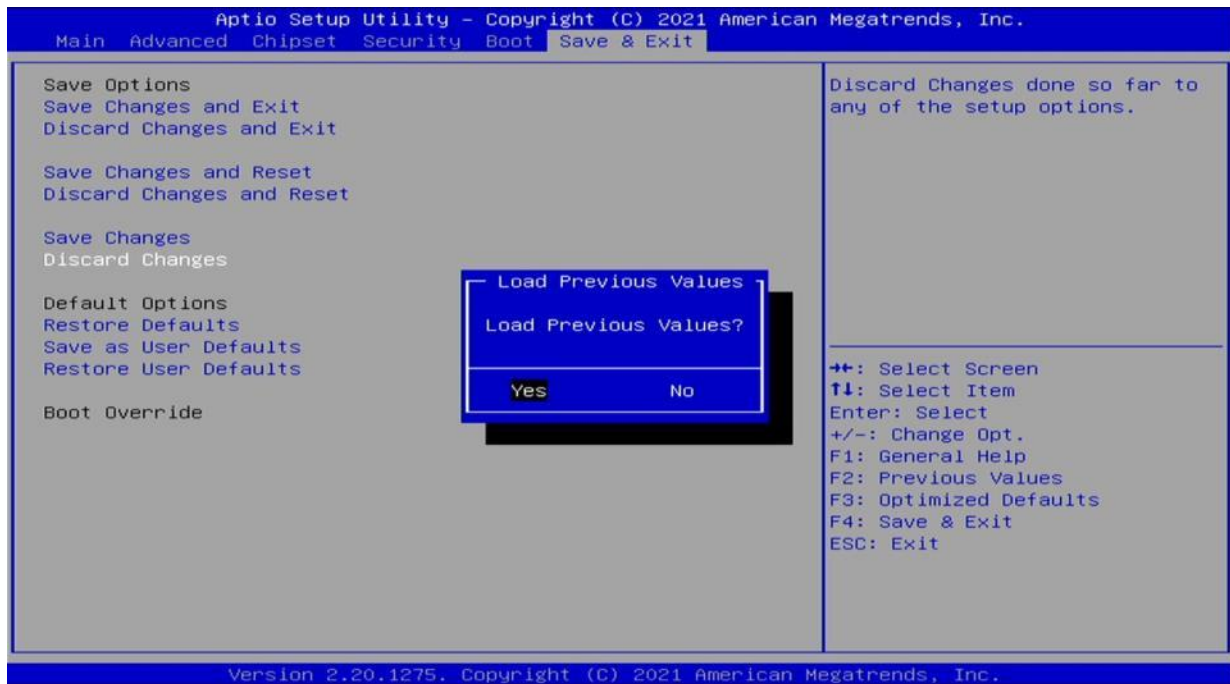 Aptio Setup Utility – Copyright (C) 2021 American Megatrends, Inc.
Main Advanced Chipset Security Boot Save & Exit
Save Options
Save Changes and Exit
Discard Changes and Exit
Save Changes and Reset
Discard Changes and Reset
Save Changes
Discard Changes
Default Options
Restore Defaults
Save as User Defaults
Restore User Defaults
Boot Override
Load Previous Values
Load Previous Values?
Yes No
Discard Changes done so far to
any of the setup options.
→←: Select Screen
↑↓: Select Item
Enter: Select
+/-: Change Opt.
F1: General Help
F2: Previous Values
F3: Optimized Defaults
F4: Save & Exit
ESC: Exit
Version 2.20.1275. Copyright (C) 2021 American Megatrends, Inc.